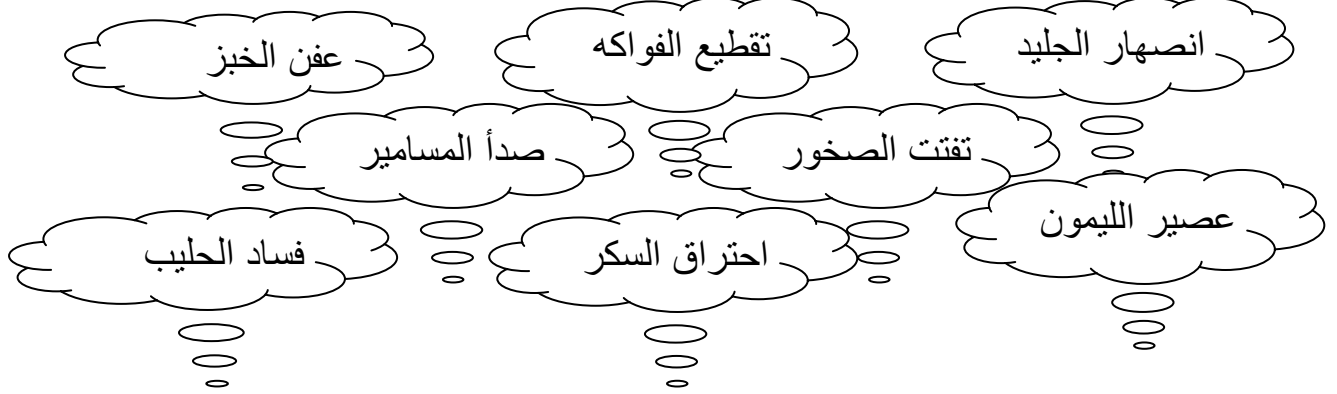 انصهار الجليد
تقطيع الفواكه
عفن الخبز
تفتت الصخور
صدأ المسامير
عصير الليمون
احتراق السكر
فساد الحليب